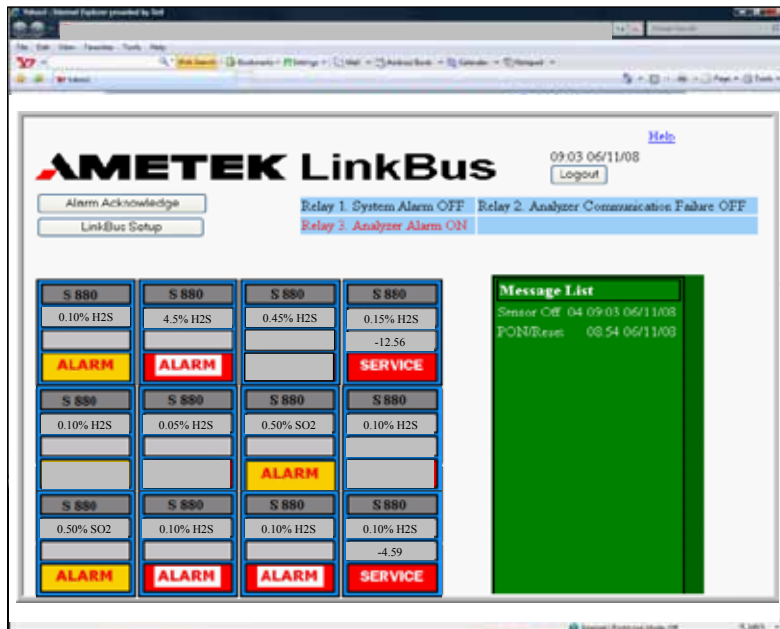 Help
AMETEK LinkBus
09:03 06/11/08
Logout
Alarm Acknowledge
LinkBus Setup
Relay 1. System Alarm OFF Relay 2. Analyzer Communication Failure OFF
Relay 3. Analyzer Alarm ON
S 880 S 880 S 880 S 880
0.10% H2S 4.5% H2S 0.45% H2S 0.15% H2S
-12.56
ALARM ALARM SERVICE
S 880 S 880 S 880 S 880
0.10% H2S 0.05% H2S 0.50% SO2 0.10% H2S
ALARM
S 880 S 880 S 880 S 880
0.50% SO2 0.10% H2S 0.10% H2S 0.10% H2S
-4.59
ALARM ALARM ALARM SERVICE
Message List
Sensor Off 04 09:03 06/11/08
PON/Reset 08:54 06/11/08